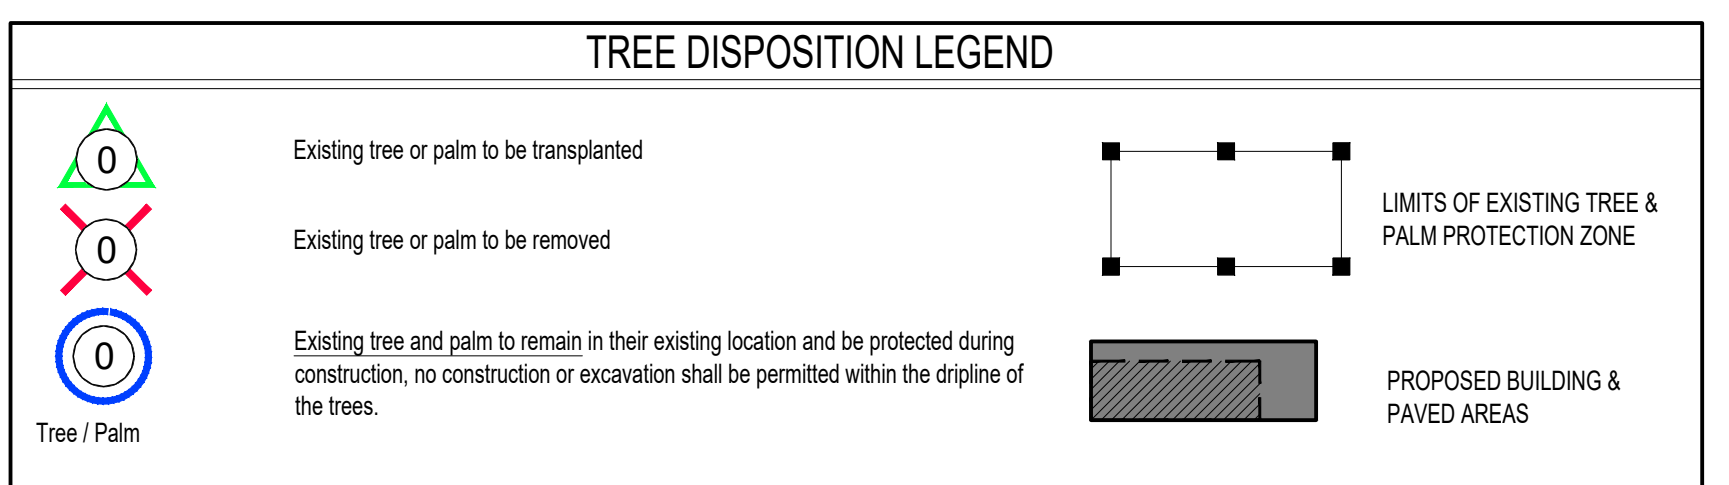 TREE DISPOSITION LEGEND
0
Existing tree or palm to be transplanted
0
Existing tree or palm to be removed
0
Existing tree and palm to remain in their existing location and be protected during
construction, no construction or excavation shall be permitted within the dripline of
the trees.
Tree / Palm
LIMITS OF EXISTING TREE &
PALM PROTECTION ZONE
PROPOSED BUILDING &
PAVED AREAS